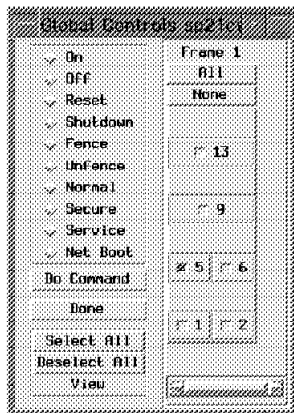 Global Controls sp21cw
On
Off
Reset
Shutdown
Fence
Unfence
Normal
Secure
Service
Net Boot
Do Command
Done
Select All
Deselect All
View
Frame 1
All
None
13
9
5 6
1 2